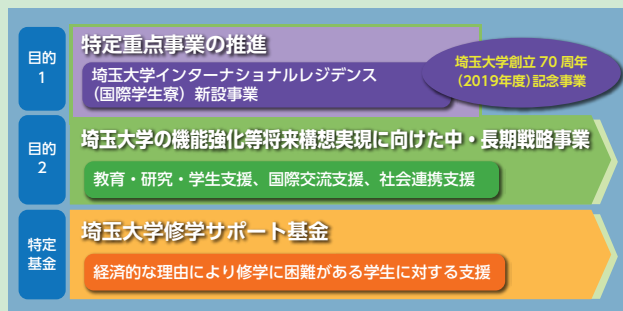 目的
1
特定重点事業の推進
埼玉大学インターナショナルレジデンス
（国際学生寮）新設事業
埼玉大学創立 70 周年
（2019年度）記念事業
目的
2
埼玉大学の機能強化等将来構想実現に向けた中・長期戦略事業
教育・研究・学生支援、国際交流支援、社会連携支援
特定
基金
埼玉大学修学サポート基金
経済的な理由により修学に困難がある学生に対する支援